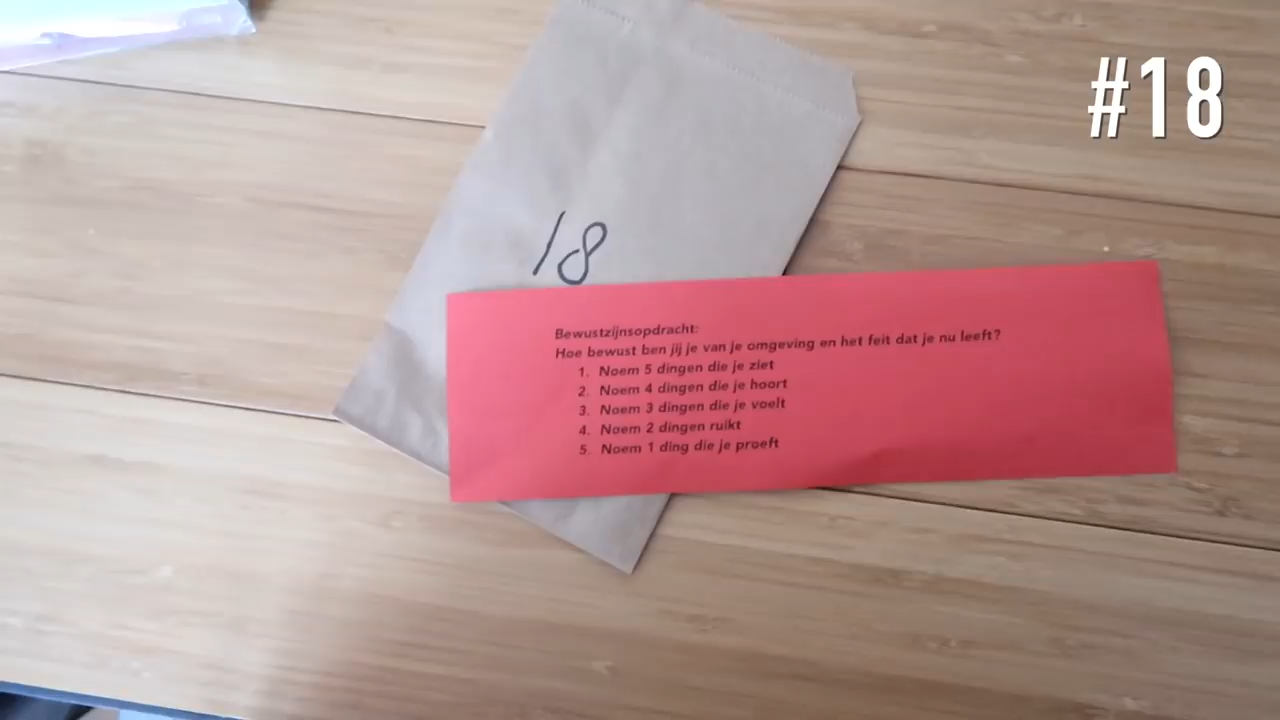 #18
18
Bewustzijnsopdracht:
Hoe bewust ben jij je van je omgeving en het feit dat je nu leeft?
1. Noem 5 dingen die je ziet
2. Noem 4 dingen die je hoort
3. Noem 3 dingen die je voelt
4. Noem 2 dingen ruikt
5. Noem 1 ding die je proeft